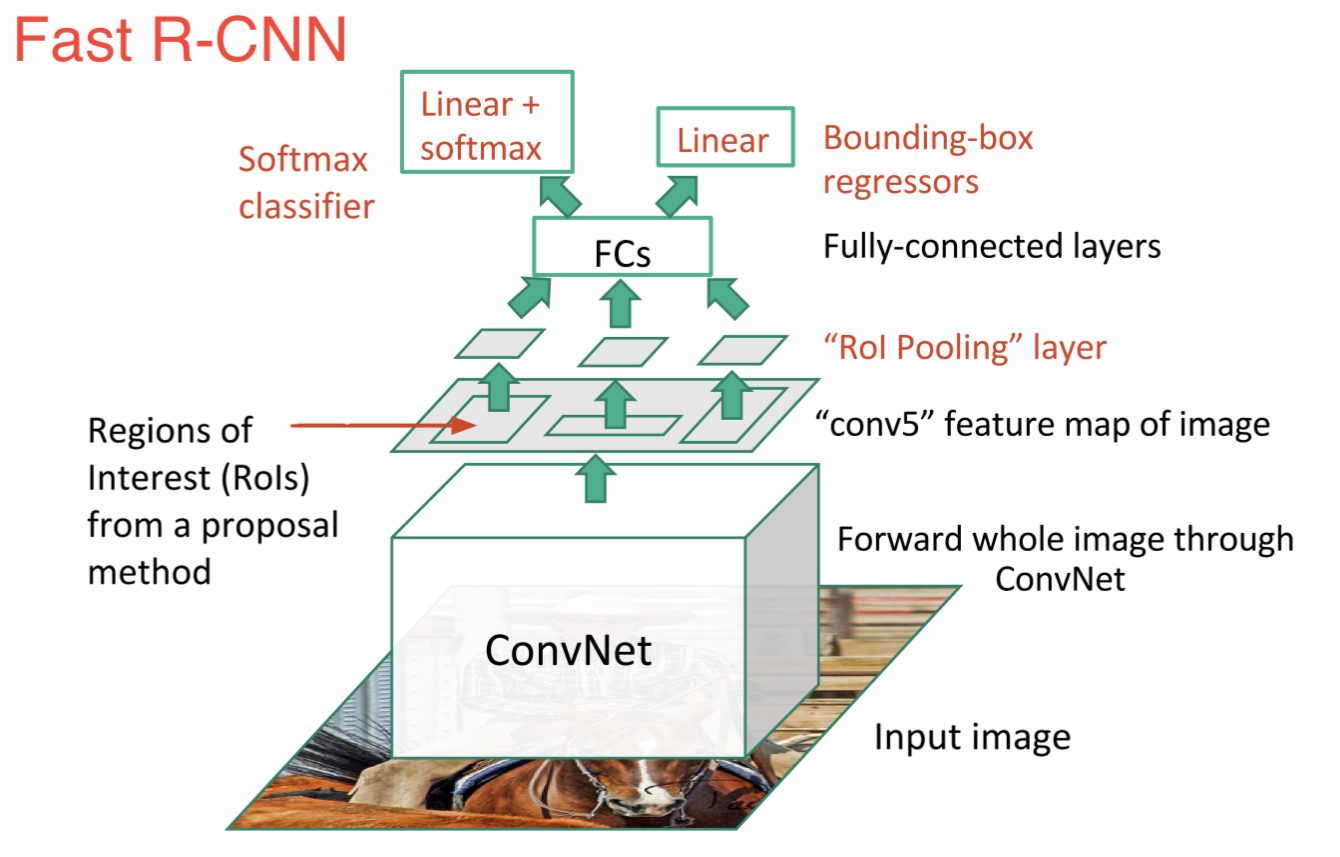 Fast R-CNN
Linear +
softmax
Linear
Softmax
classifier
Bounding-box
regressors
FCs
Fully-connected layers
“RoI Pooling” layer
Regions of
Interest (RoIs)
from a proposal
method
“conv5” feature map of image
Forward whole image through
ConvNet
ConvNet
Input image